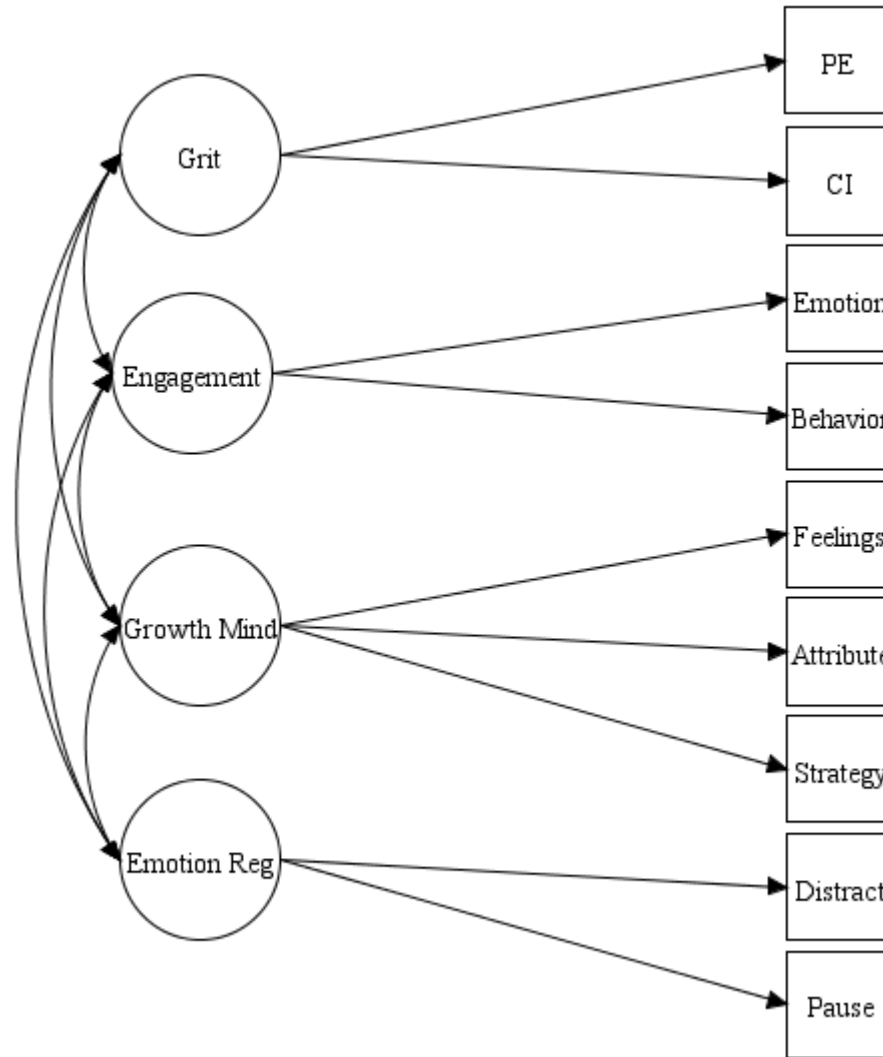 PE
Grit
CI
Emotion
Engagement
Behavior
Feelings
Growth Mind
Attribute
Strategy
Emotion Reg
Distract
Pause